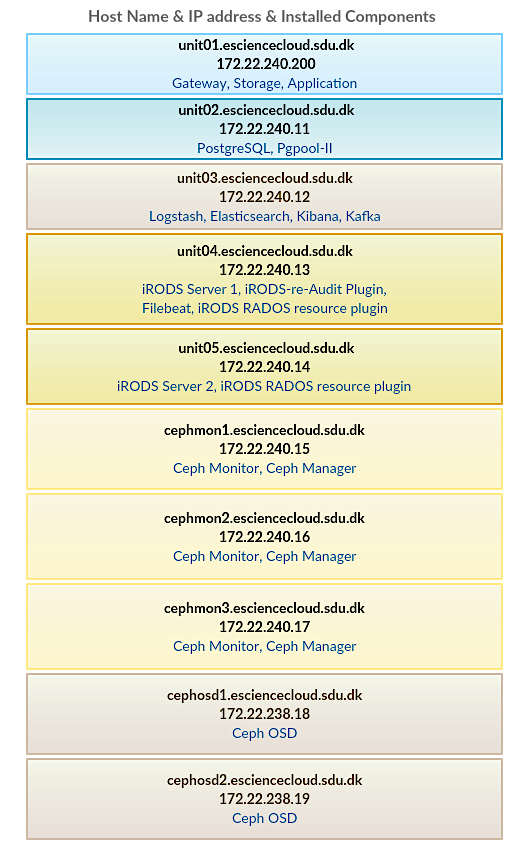 Host Name & IP address & Installed Components
unit01.esciencecloud.sdu.dk
172.22.240.200
Gateway, Storage, Application
unit02.esciencecloud.sdu.dk
172.22.240.11
PostgreSQL, Pgpool-II
unit03.esciencecloud.sdu.dk
172.22.240.12
Logstash, Elasticsearch, Kibana, Kafka
unit04.esciencecloud.sdu.dk
172.22.240.13
iRODS Server 1, iRODS-re-Audit Plugin,
Filebeat, iRODS RADOS resource plugin
unit05.esciencecloud.sdu.dk
172.22.240.14
iRODS Server 2, iRODS RADOS resource plugin
cephmon1.esciencecloud.sdu.dk
172.22.240.15
Ceph Monitor, Ceph Manager
cephmon2.esciencecloud.sdu.dk
172.22.240.16
Ceph Monitor, Ceph Manager
cephmon3.esciencecloud.sdu.dk
172.22.240.17
Ceph Monitor, Ceph Manager
cephosd1.esciencecloud.sdu.dk
172.22.238.18
Ceph OSD
cephosd2.esciencecloud.sdu.dk
172.22.238.19
Ceph OSD